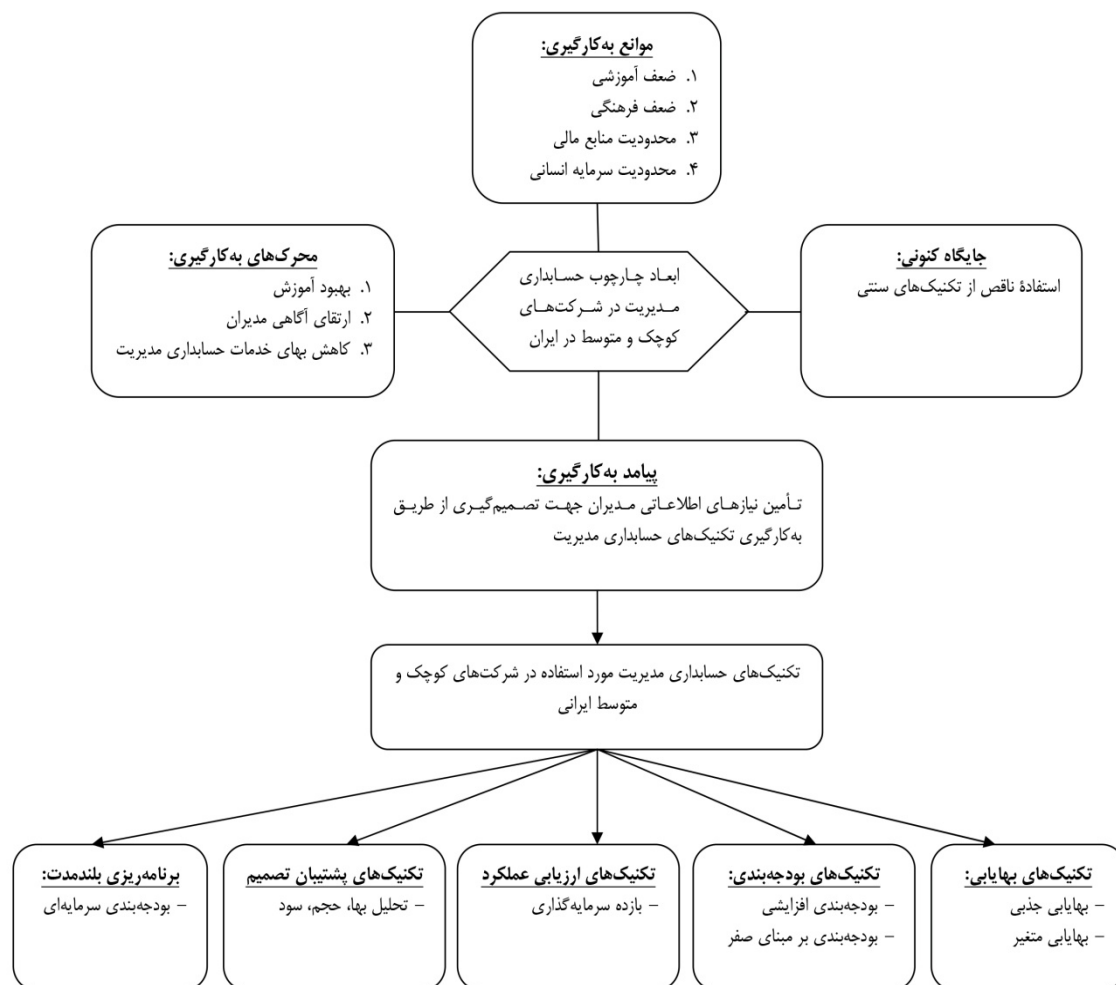 موانع به‌کارگیری:
۱. ضعف آموزشی
۲. ضعف فرهنگی
۳. محدودیت منابع مالی
۴. محدودیت سرمایه انسانی
جایگاه کنونی:
استفادهٔ ناقص از تکنیک‌های سنتی
ابعاد چارچوب حسابداری
مدیریت در شرکت‌های
کوچک و متوسط در ایران
محرک‌های به‌کارگیری:
۱. بهبود آموزش
۲. ارتقای آگاهی مدیران
۳. کاهش بهای خدمات حسابداری مدیریت
پیامد به‌کارگیری:
تأمین نیازهای اطلاعاتی مدیران جهت تصمیم‌گیری از طریق
به‌کارگیری تکنیک‌های حسابداری مدیریت
تکنیک‌های حسابداری مدیریت مورد استفاده در شرکت‌های کوچک و
متوسط ایرانی
تکنیک‌های بهایابی:
– بهایابی جذبی
– بهایابی متغیر
تکنیک‌های بودجه‌بندی:
– بودجه‌بندی افزایشی
– بودجه‌بندی بر مبنای صفر
تکنیک‌های ارزیابی عملکرد
– بازده سرمایه‌گذاری
تکنیک‌های پشتیبان تصمیم
– تحلیل بها، حجم، سود
برنامه‌ریزی بلندمدت:
– بودجه‌بندی سرمایه‌ای